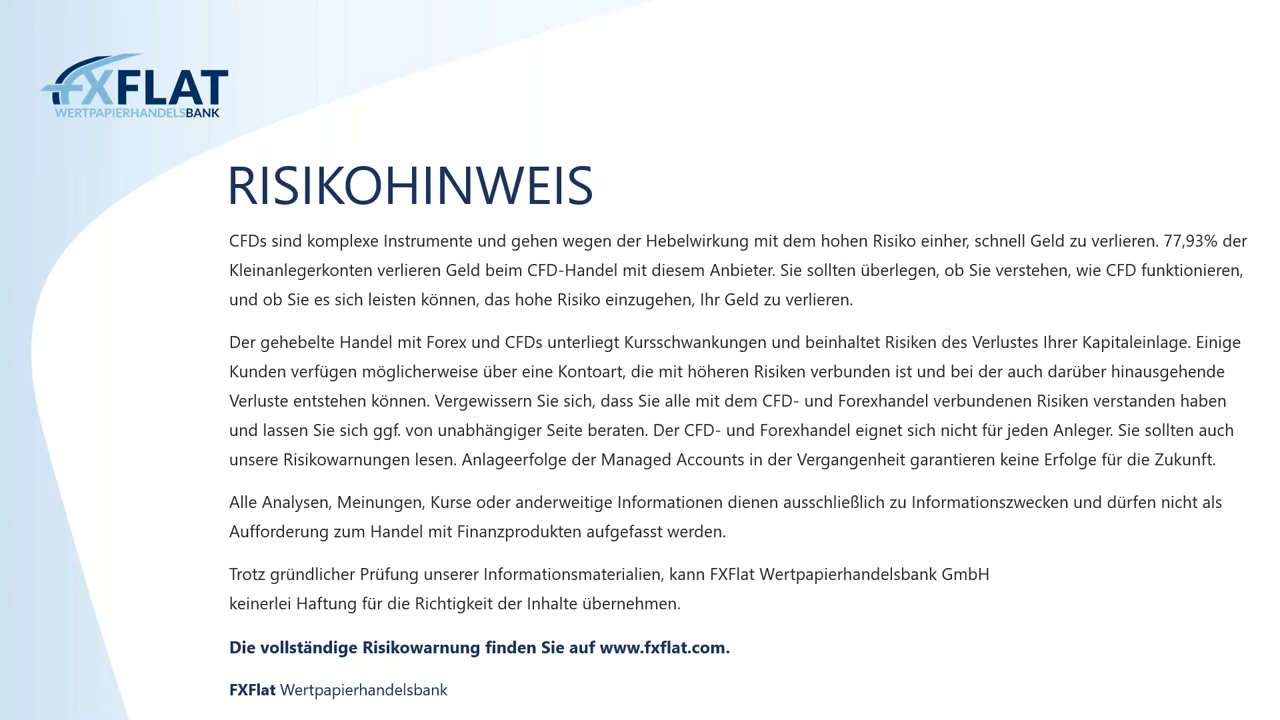 FXFLAT
WERTPAPIERHANDELSBANK
RISIKOHINWEIS
CFDs sind komplexe Instrumente und gehen wegen der Hebelwirkung mit dem hohen Risiko einher, schnell Geld zu verlieren. 77,93% der
Kleinanlegerkonten verlieren Geld beim CFD-Handel mit diesem Anbieter. Sie sollten überlegen, ob Sie verstehen, wie CFD funktionieren,
und ob Sie es sich leisten können, das hohe Risiko einzugehen, Ihr Geld zu verlieren.
Der gehebelte Handel mit Forex und CFDs unterliegt Kursschwankungen und beinhaltet Risiken des Verlustes Ihrer Kapitaleinlage. Einige
Kunden verfügen möglicherweise über eine Kontoart, die mit höheren Risiken verbunden ist und bei der auch darüber hinausgehende
Verluste entstehen können. Vergewissern Sie sich, dass Sie alle mit dem CFD- und Forexhandel verbundenen Risiken verstanden haben
und lassen Sie sich ggf. von unabhängiger Seite beraten. Der CFD- und Forexhandel eignet sich nicht für jeden Anleger. Sie sollten auch
unsere Risikowarnungen lesen. Anlageerfolge der Managed Accounts in der Vergangenheit garantieren keine Erfolge für die Zukunft.
Alle Analysen, Meinungen, Kurse oder anderweitige Informationen dienen ausschließlich zu Informationszwecken und dürfen nicht als
Aufforderung zum Handel mit Finanzprodukten aufgefasst werden.
Trotz gründlicher Prüfung unserer Informationsmaterialien, kann FXFlat Wertpapierhandelsbank GmbH
keinerlei Haftung für die Richtigkeit der Inhalte übernehmen.
Die vollständige Risikowarnung finden Sie auf www.fxflat.com.
FXFlat Wertpapierhandelsbank